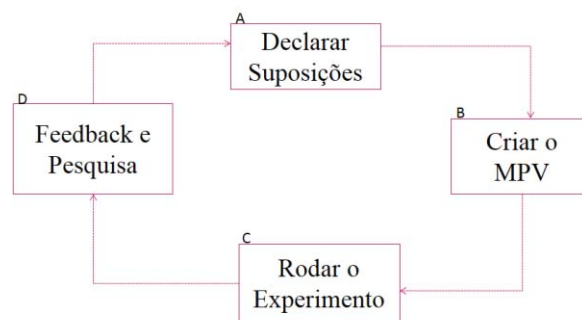 A
Declarar
Suposições
B
Criar o
MPV
C
Rodar o
Experimento
D
Feedback e
Pesquisa